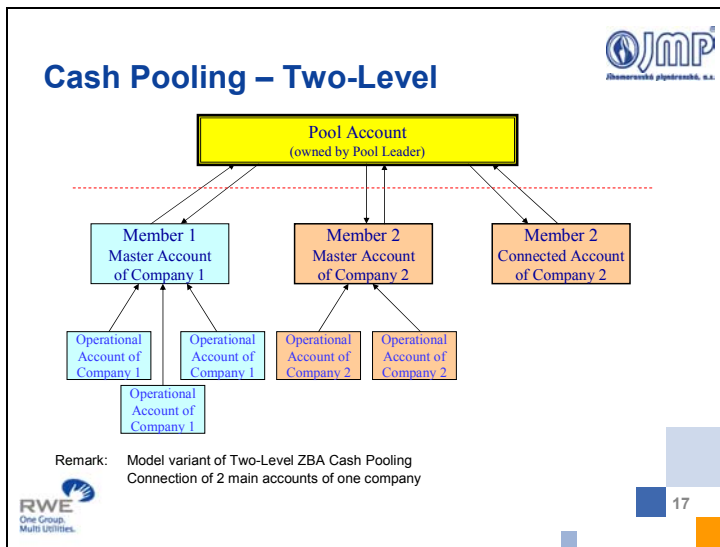 JMP
Jihomoravská plynárenská, a.s.
Cash Pooling – Two-Level
Pool Account
(owned by Pool Leader)
Member 1
Master Account
of Company 1
Member 2
Master Account
of Company 2
Member 2
Connected Account
of Company 2
Operational
Account of
Company 1
Operational
Account of
Company 1
Operational
Account of
Company 1
Operational
Account of
Company 2
Operational
Account of
Company 2
Remark: Model variant of Two-Level ZBA Cash Pooling
Connection of 2 main accounts of one company
RWE
One Group.
Multi Utilities.
17